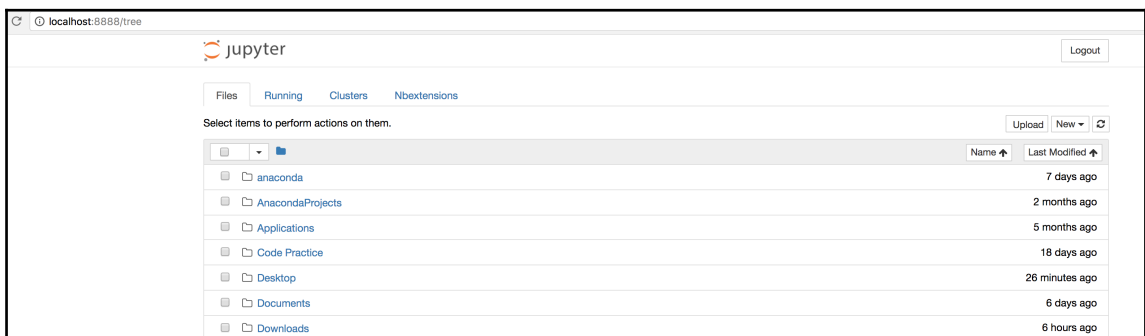 localhost:8888/tree
jupyter
Logout
Files Running Clusters Nbextensions
Select items to perform actions on them.
Upload New
Name Last Modified
anaconda 7 days ago
AnacondaProjects 2 months ago
Applications 5 months ago
Code Practice 18 days ago
Desktop 26 minutes ago
Documents 6 days ago
Downloads 6 hours ago